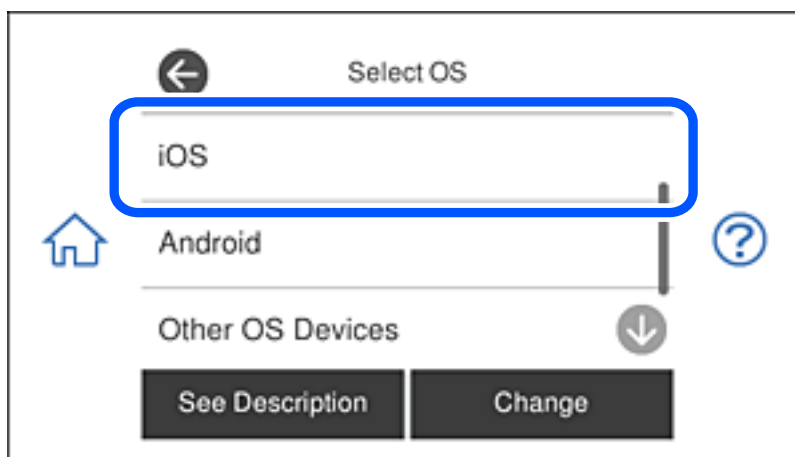 Select OS
iOS
Android
Other OS Devices
See Description
Change